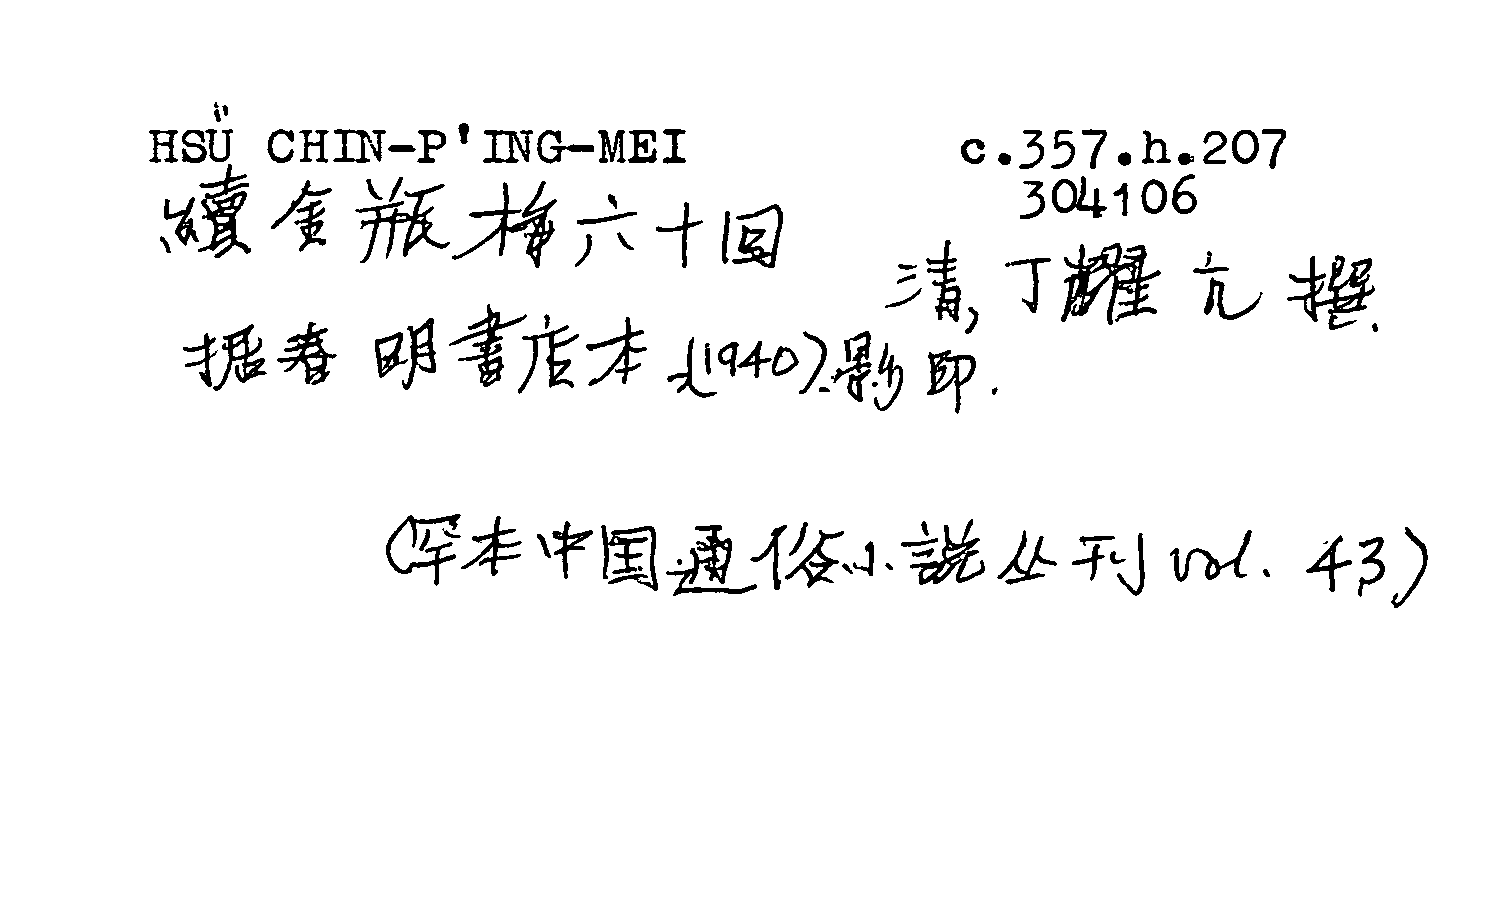 HSÜ CHIN-P'ING-MEI c.357.h.207
304106
續金瓶梅六十回
清, 丁耀亢 撰.
据春明書店本 (1940) 影印.
(罕本中国通俗小説丛刊 vol. 43)